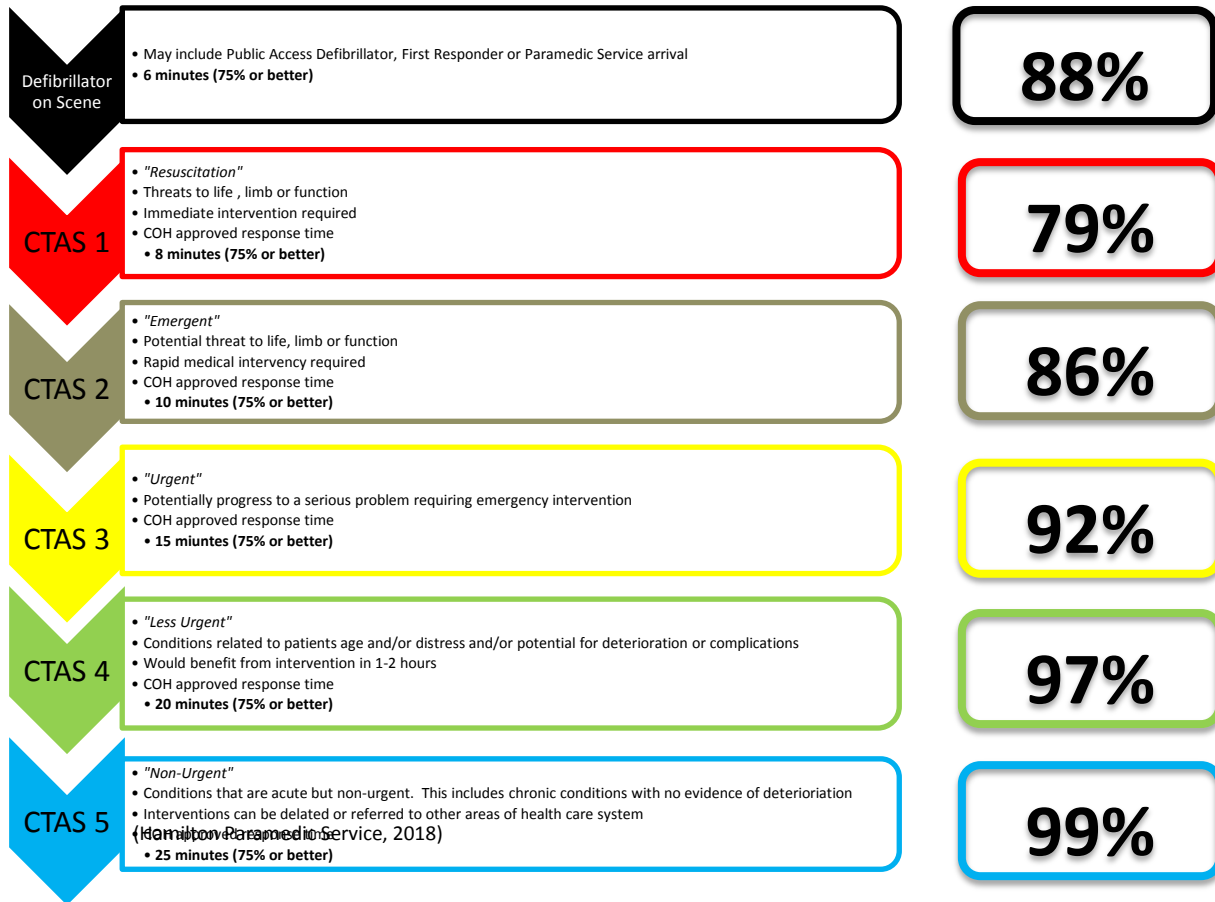 Defibrillator
on Scene
• May include Public Access Defibrillator, First Responder or Paramedic Service arrival
• 6 minutes (75% or better)
88%
CTAS 1
• "Resuscitation"
• Threats to life , limb or function
• Immediate intervention required
• COH approved response time
• 8 minutes (75% or better)
79%
CTAS 2
• "Emergent"
• Potential threat to life, limb or function
• Rapid medical intervency required
• COH approved response time
• 10 minutes (75% or better)
86%
CTAS 3
• "Urgent"
• Potentially progress to a serious problem requiring emergency intervention
• COH approved response time
• 15 miuntes (75% or better)
92%
CTAS 4
• "Less Urgent"
• Conditions related to patients age and/or distress and/or potential for deterioration or complications
• Would benefit from intervention in 1-2 hours
• COH approved response time
• 20 minutes (75% or better)
97%
CTAS 5
• "Non-Urgent"
• Conditions that are acute but non-urgent. This includes chronic conditions with no evidence of deterioration
• Interventions can be delated or referred to other areas of health care system
• COH approved response time
(Hamilton Paramedic Service, 2018)
• 25 minutes (75% or better)
99%